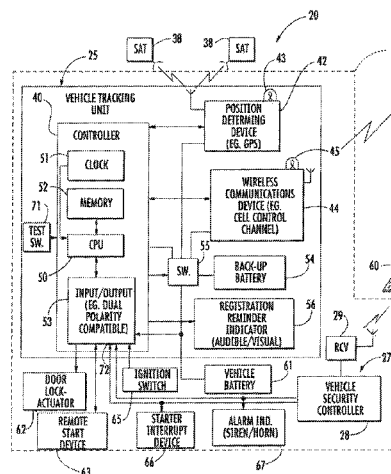 20
SAT
38
38
SAT
25
43
42
VEHICLE TRACKING
UNIT
40
CONTROLLER
POSITION
DETERMING
DEVICE
(EG. GPS)
51
CLOCK
45
52
MEMORY
WIRELESS
COMMUNICATIONS
DEVICE (EG.
CELL CONTROL
CHANNEL)
71
TEST
SW.
CPU
44
55
50
SW.
BACK-UP
BATTERY
54
60
INPUT/OUTPUT
(EG. DUAL
POLARITY
COMPATIBLE)
53
REGISTRATION
REMINDER
INDICATOR
(AUDIBLE/VISUAL)
56
29
72
RCV
27
DOOR
LOCK-
ACTUATOR
IGNITION
SWITCH
VEHICLE
BATTERY
61
62
65
VEHICLE
SECURITY
CONTROLLER
REMOTE
START DEVICE
STARTER
INTERRUPT
DEVICE
ALARM IND.
(SIREN/HORN)
28
63
66
67